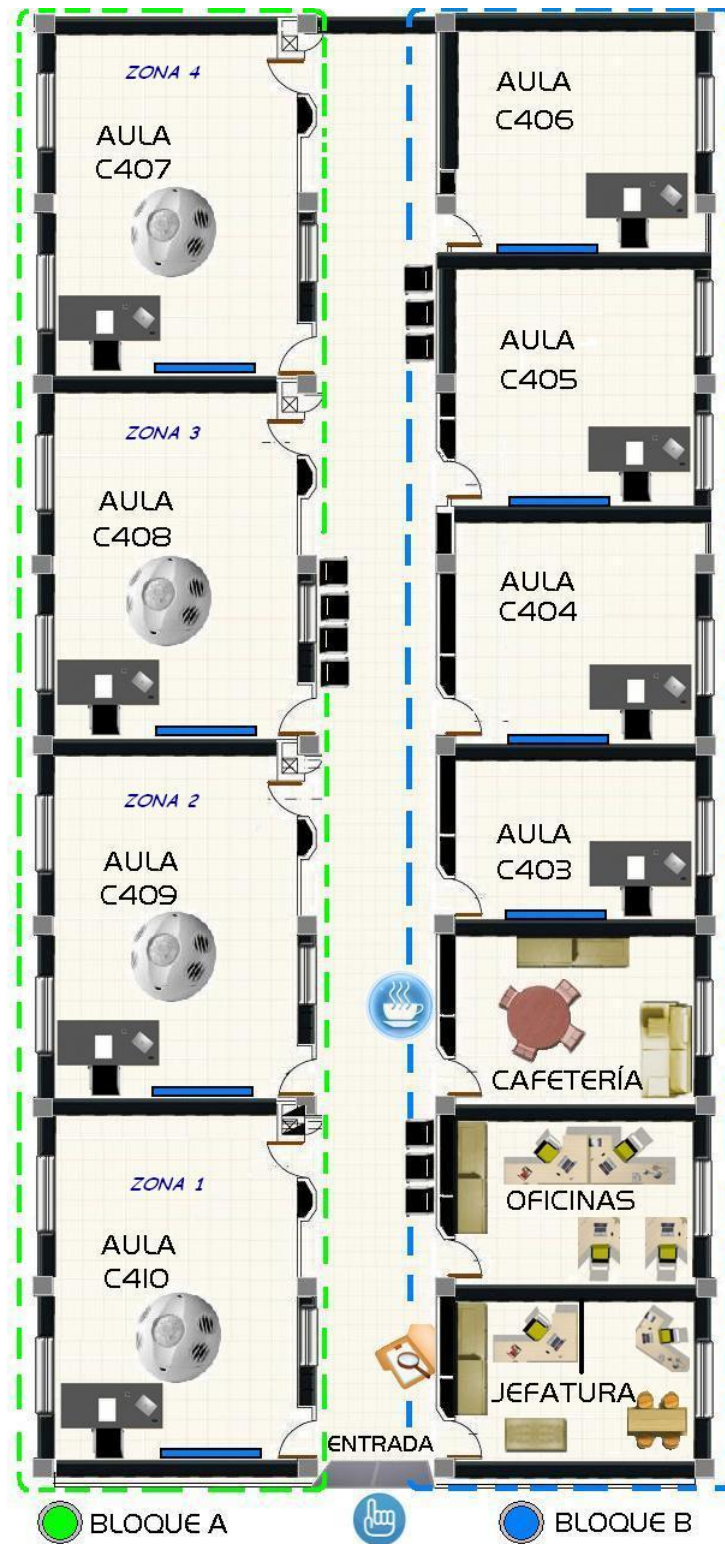 ZONA 4
AULA
C407
AULA
C406
ZONA 3
AULA
C408
AULA
C405
AULA
C404
ZONA 2
AULA
C409
AULA
C403
CAFETERÍA
ZONA 1
AULA
C410
OFICINAS
JEFATURA
ENTRADA
BLOQUE A
BLOQUE B